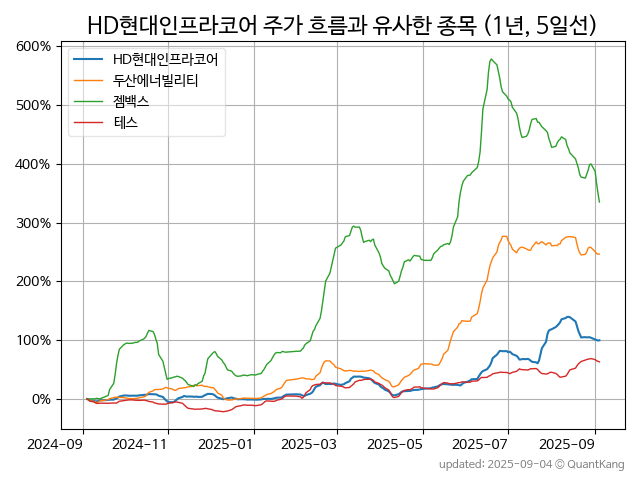 HD현대인프라코어 주가 흐름과 유사한 종목 (1년, 5일선)
600%
500%
400%
300%
200%
100%
0%
HD현대인프라코어
두산에너빌리티
젬백스
테스
2024-09 2024-11 2025-01 2025-03 2025-05 2025-07 2025-09
updated: 2025-09-04 © QuantKang